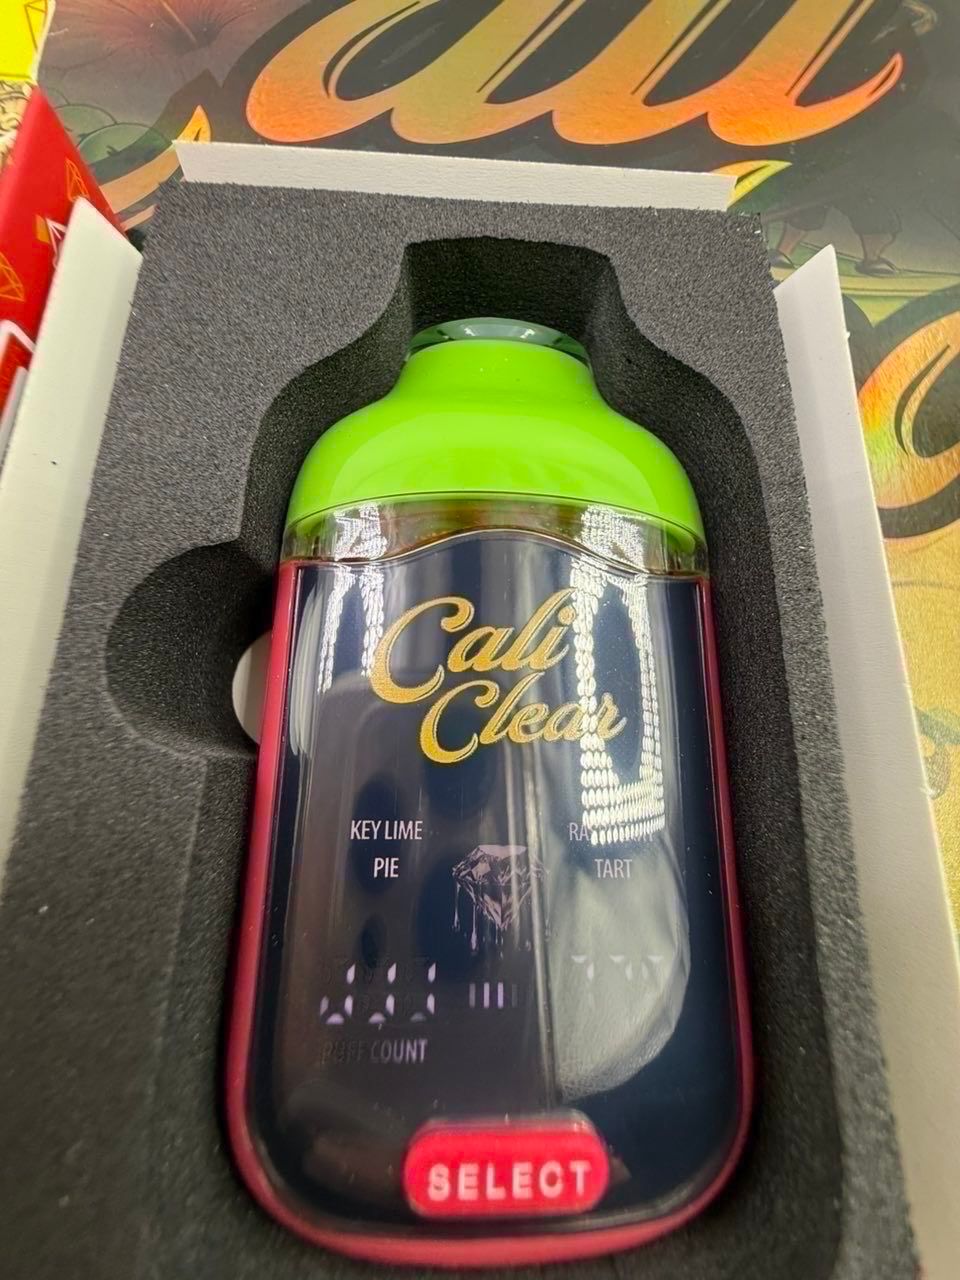 Cali
Clear
KEY LIME
PIE
TART
PUFF COUNT
SELECT